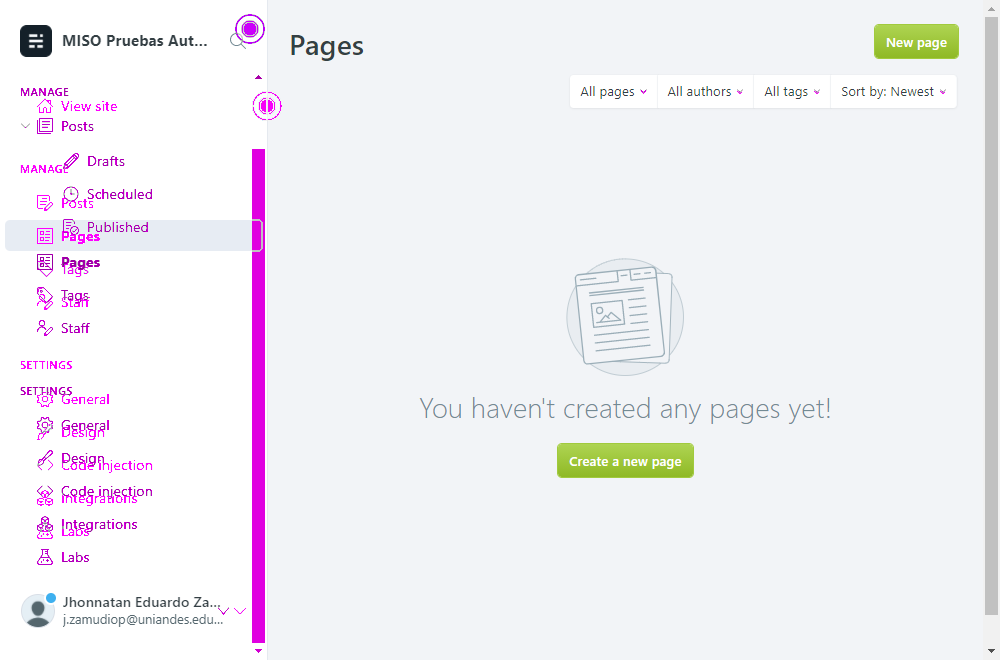 MISO Pruebas Aut...
MANAGE
View site
Posts
Drafts
MANAGE
Scheduled
Posts
Published
Pages
Pages
Tags
Tags
Staff
Staff
SETTINGS
SETTINGS
General
General
Design
Design
Code injection
Code injection
Integrations
Integrations
Labs
Labs
Jhonnatan Eduardo Za...
j.zamudiop@uniandes.edu...
Pages
New page
All pages All authors All tags Sort by: Newest
You haven't created any pages yet!
Create a new page